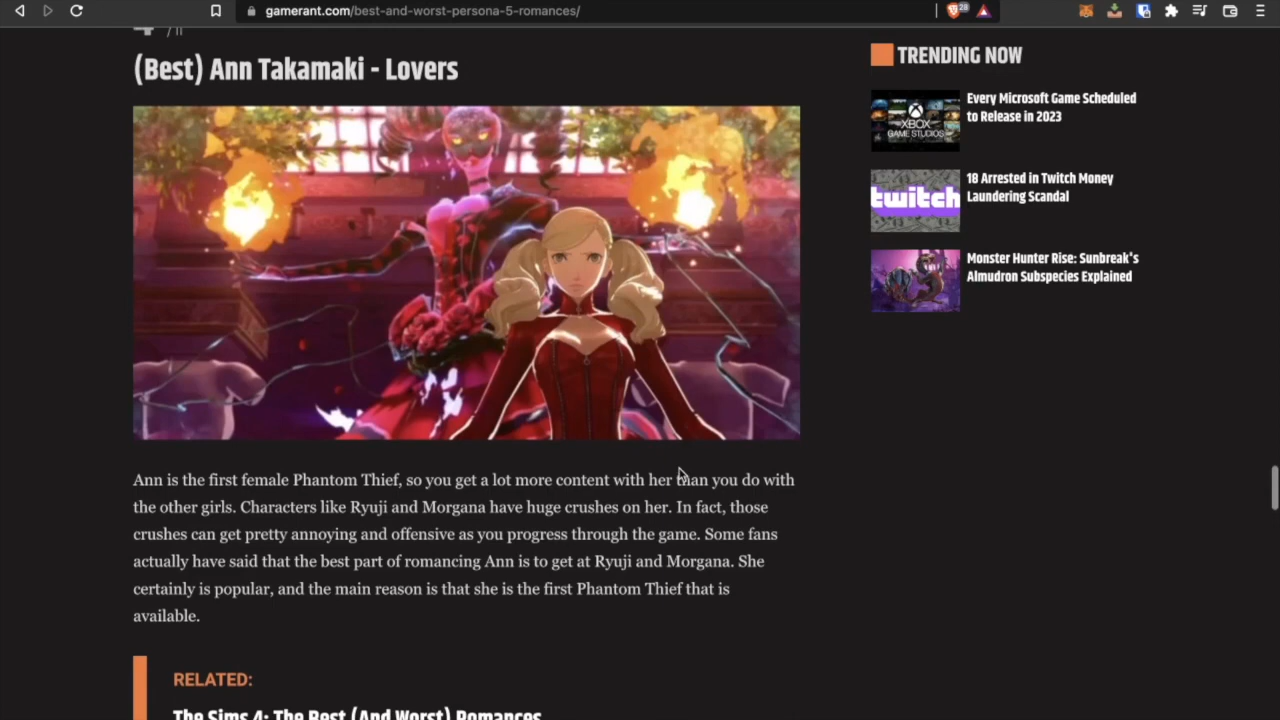 gamerant.com/best-and-worst-persona-5-romances/
28
/11
(Best) Ann Takamaki - Lovers
Ann is the first female Phantom Thief, so you get a lot more content with her than you do with
the other girls. Characters like Ryuji and Morgana have huge crushes on her. In fact, those
crushes can get pretty annoying and offensive as you progress through the game. Some fans
actually have said that the best part of romancing Ann is to get at Ryuji and Morgana. She
certainly is popular, and the main reason is that she is the first Phantom Thief that is
available.
RELATED:
The Sims 4: The Best (And Worst) Romances
TRENDING NOW
XBOX
GAME STUDIOS
Every Microsoft Game Scheduled
to Release in 2023
twitch
18 Arrested in Twitch Money
Laundering Scandal
Monster Hunter Rise: Sunbreak's
Almudron Subspecies Explained